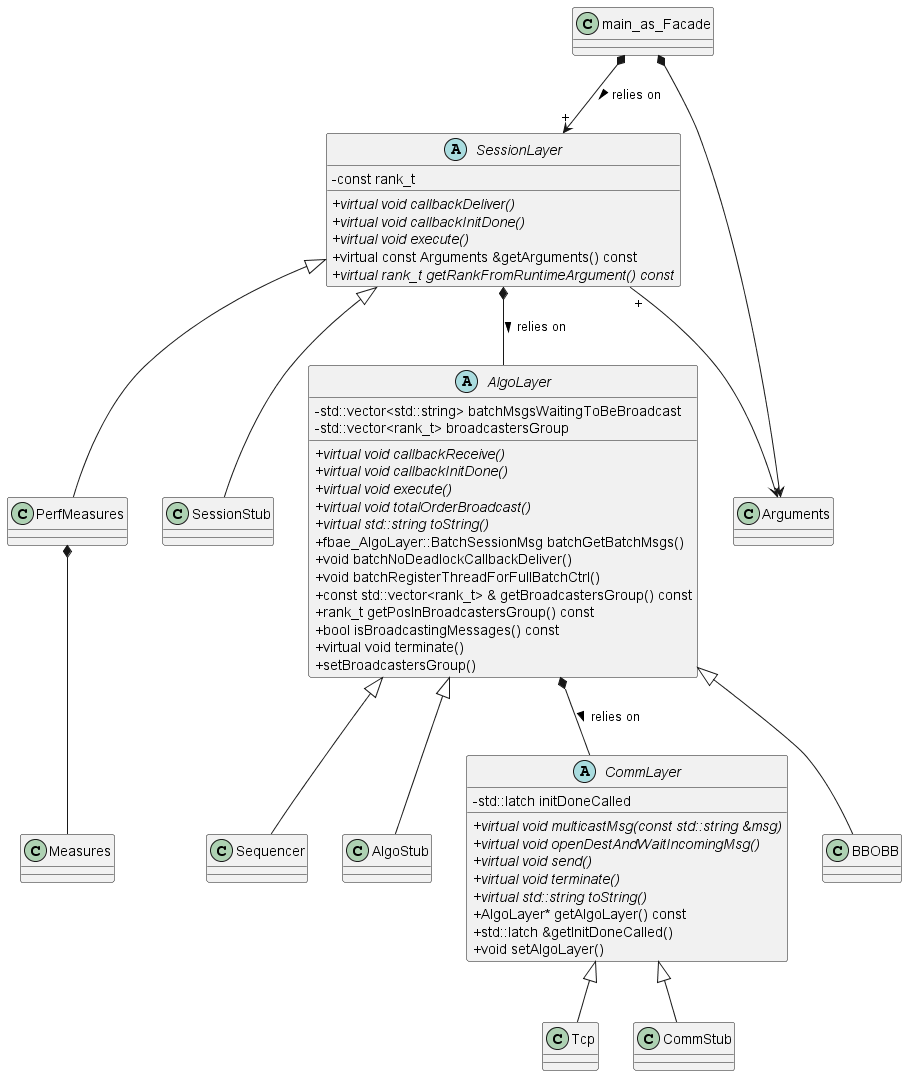 C main_as_Facade
relies on
+
A SessionLayer
-const rank_t
+virtual void callbackDeliver()
+virtual void callbackInitDone()
+virtual void execute()
+virtual const Arguments &getArguments() const
+virtual rank_t getRankFromRuntimeArgument() const
+
relies on
A AlgoLayer
-std::vector<std::string> batchMsgsWaitingToBeBroadcast
-std::vector<rank_t> broadcastersGroup
+virtual void callbackReceive()
+virtual void callbackInitDone()
+virtual void execute()
+virtual void totalOrderBroadcast()
+virtual std::string toString()
+fbae_AlgoLayer::BatchSessionMsg batchGetBatchMsgs()
+void batchNoDeadlockCallbackDeliver()
+void batchRegisterThreadForFullBatchCtrl()
+const std::vector<rank_t> & getBroadcastersGroup() const
+rank_t getPosInBroadcastersGroup() const
+bool isBroadcastingMessages() const
+virtual void terminate()
+setBroadcastersGroup()
C PerfMeasures
C SessionStub
C Arguments
relies on
A CommLayer
-std::latch initDoneCalled
+virtual void multicastMsg(const std::string &msg)
+virtual void openDestAndWaitIncomingMsg()
+virtual void send()
+virtual void terminate()
+virtual std::string toString()
+AlgoLayer* getAlgoLayer() const
+std::latch &getInitDoneCalled()
+void setAlgoLayer()
C Measures
C Sequencer
C AlgoStub
C BBOBB
C Tcp
C CommStub